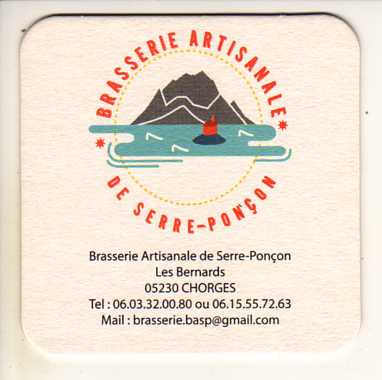 BRASSERIE ARTISANALE
DE SERRE-PONÇON
Brasserie Artisanale de Serre-Ponçon
Les Bernards
05230 CHORGES
Tel : 06.03.32.00.80 ou 06.15.55.72.63
Mail : brasserie.basp@gmail.com